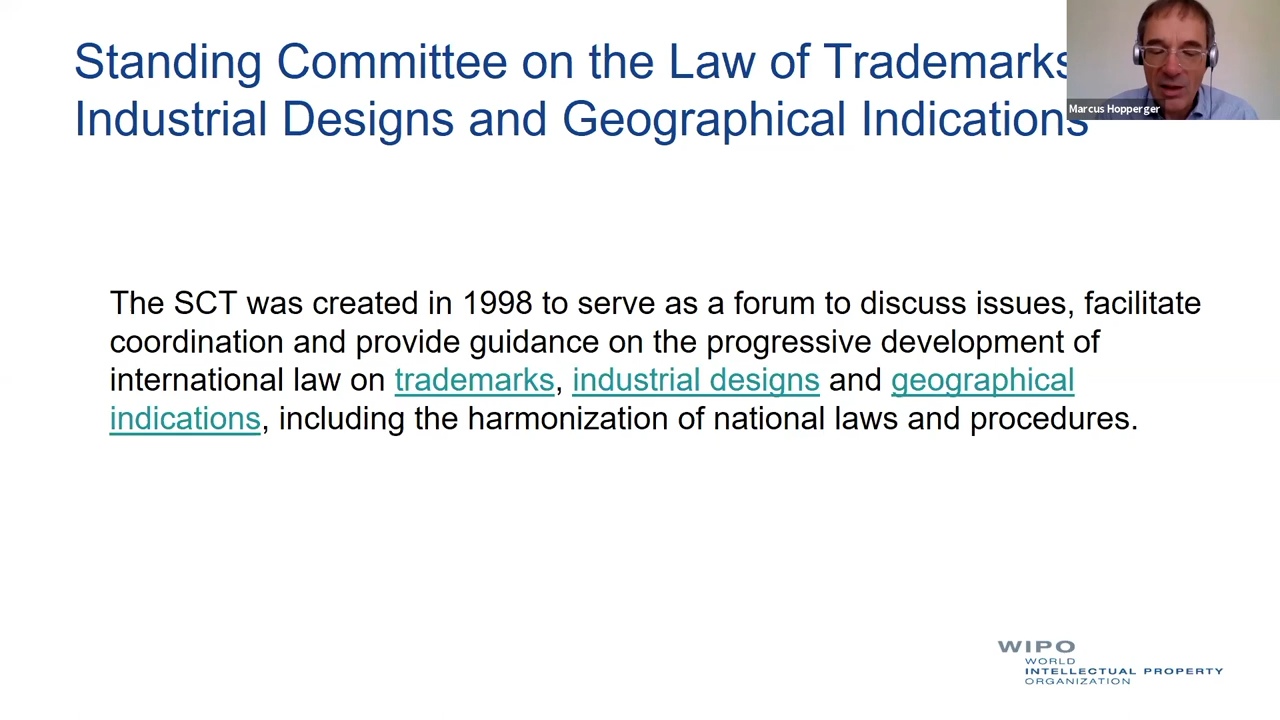 Standing Committee on the Law of Trademarks
Industrial Designs and Geographical Indications
Marcus Hopperger
The SCT was created in 1998 to serve as a forum to discuss issues, facilitate
coordination and provide guidance on the progressive development of
international law on trademarks, industrial designs and geographical
indications, including the harmonization of national laws and procedures.
WIPO
WORLD
INTELLECTUAL PROPERTY
ORGANIZATION